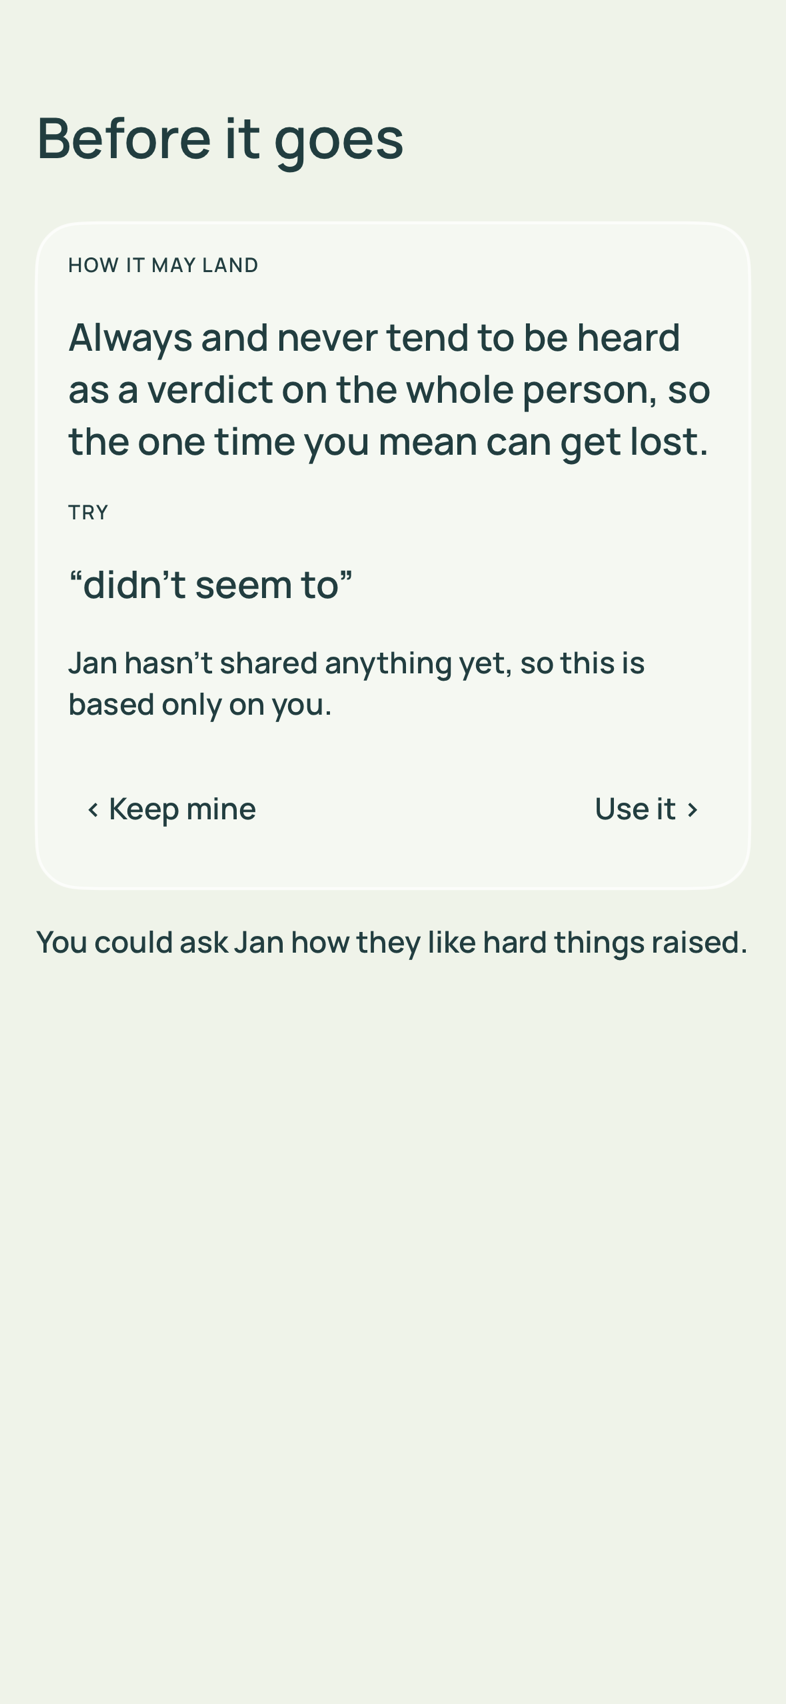 Before it goes
HOW IT MAY LAND
Always and never tend to be heard
as a verdict on the whole person, so
the one time you mean can get lost.
TRY
“didn’t seem to”
Jan hasn’t shared anything yet, so this is
based only on you.
‹ Keep mine
Use it ›
You could ask Jan how they like hard things raised.